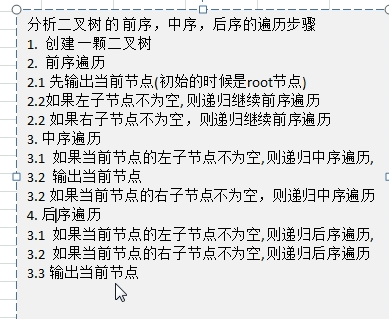 分析二叉树的前序，中序，后序的遍历步骤
1. 创建一颗二叉树
2. 前序遍历
2.1 先输出当前节点(初始的时候是root节点)
2.2如果左子节点不为空,则递归继续前序遍历
2.2 如果右子节点不为空，则递归继续前序遍历
3. 中序遍历
3.1 如果当前节点的左子节点不为空,则递归中序遍历,
3.2 输出当前节点
3.2 如果当前节点的右子节点不为空，则递归中序遍历
4. 后序遍历
3.1 如果当前节点的左子节点不为空,则递归后序遍历,
3.2 如果当前节点的右子节点不为空,则递归后序遍历
3.3 输出当前节点